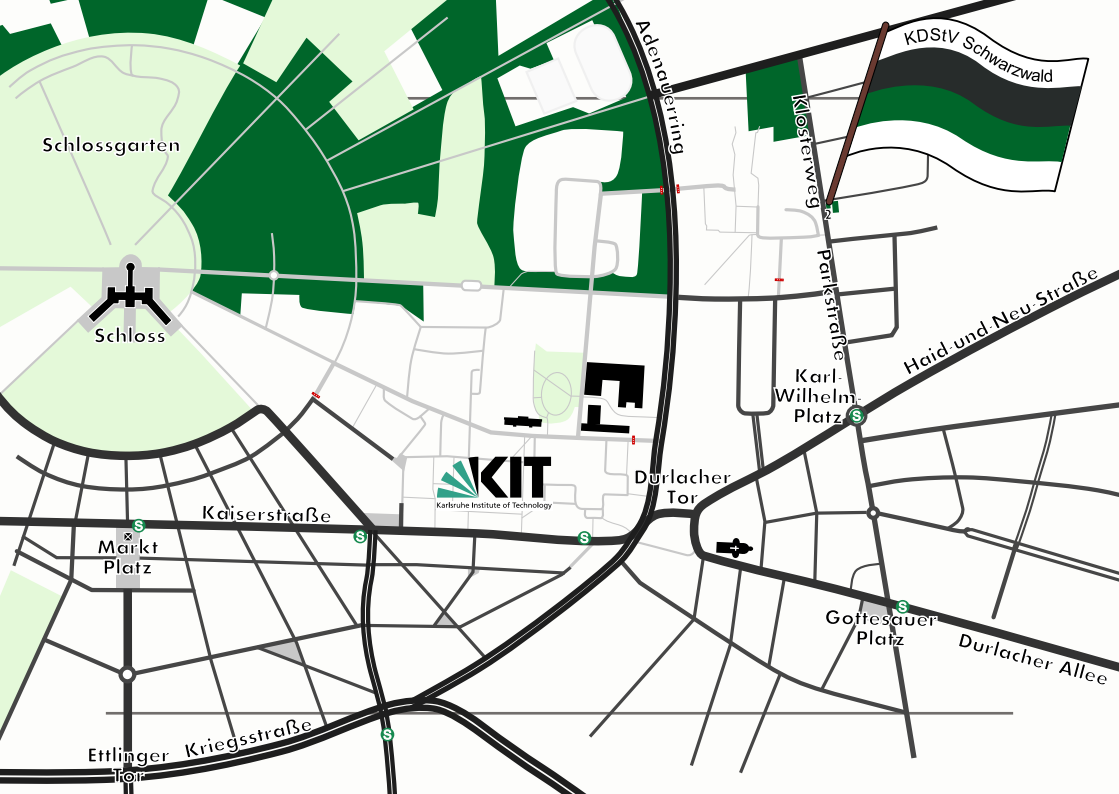 KDStV Schwarzwald
Adenauerring
Klosterweg
Schlossgarten
2
Parkstraße
Haid-und-Neu-Straße
Schloss
Karl-
Wilhelm-
Platz
S
KIT
Karlsruhe Institute of Technology
Durlacher
Tor
Kaiserstraße
S
S
S
Markt
Platz
S
Gottesauer
Platz
Durlacher Allee
Kriegsstraße
S
Ettlinger
Tor